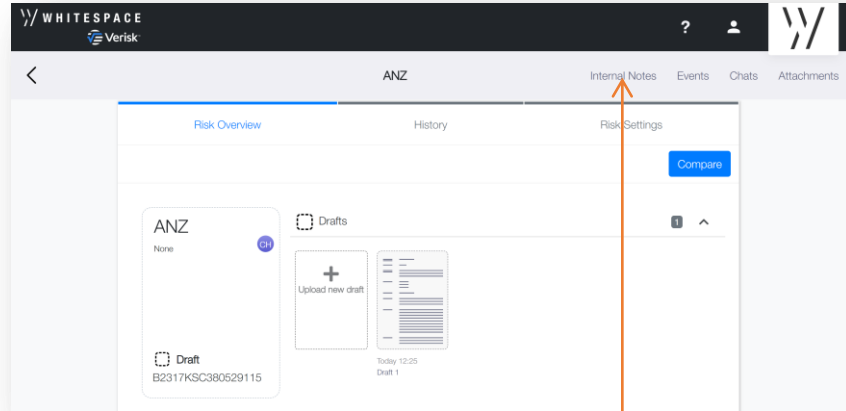 WHITESPACE
Verisk
?
ANZ
Internal Notes Events Chats Attachments
Risk Overview History Risk Settings
Compare
ANZ
None
CH
Drafts
1
Upload new draft
Today 12:25
Draft 1
Draft
B2317KSC380529115